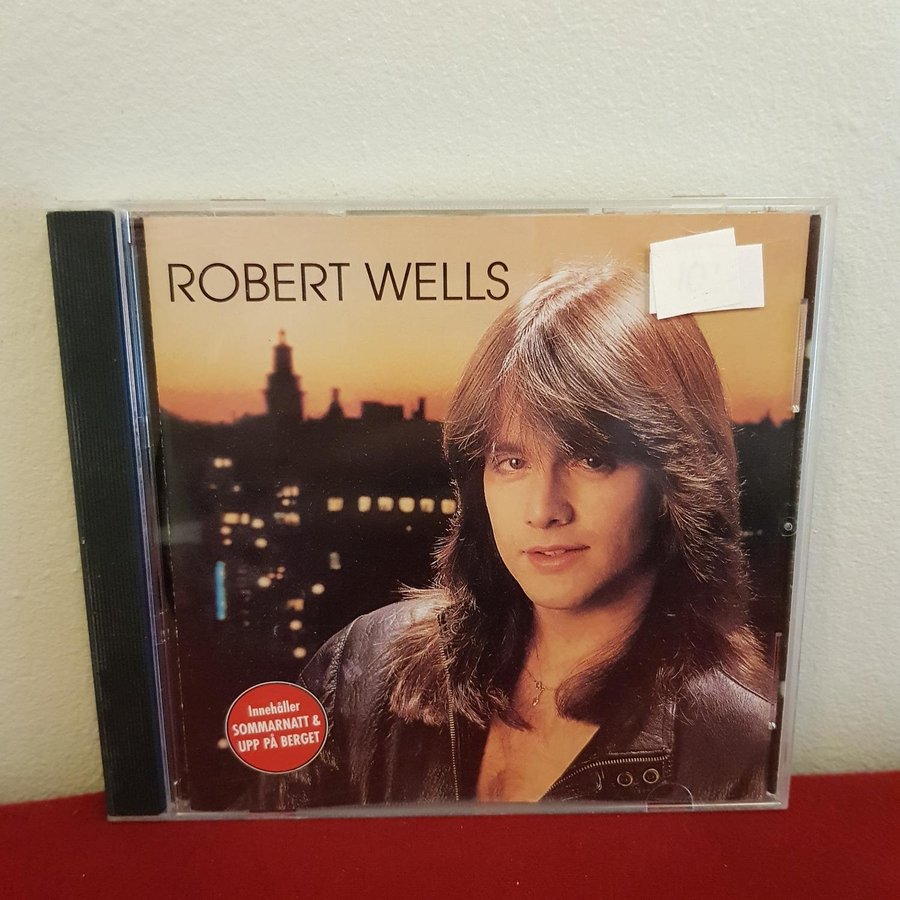 ROBERT WELLS
Innehåller
SOMMARNATT &
UPP PÅ BERGET